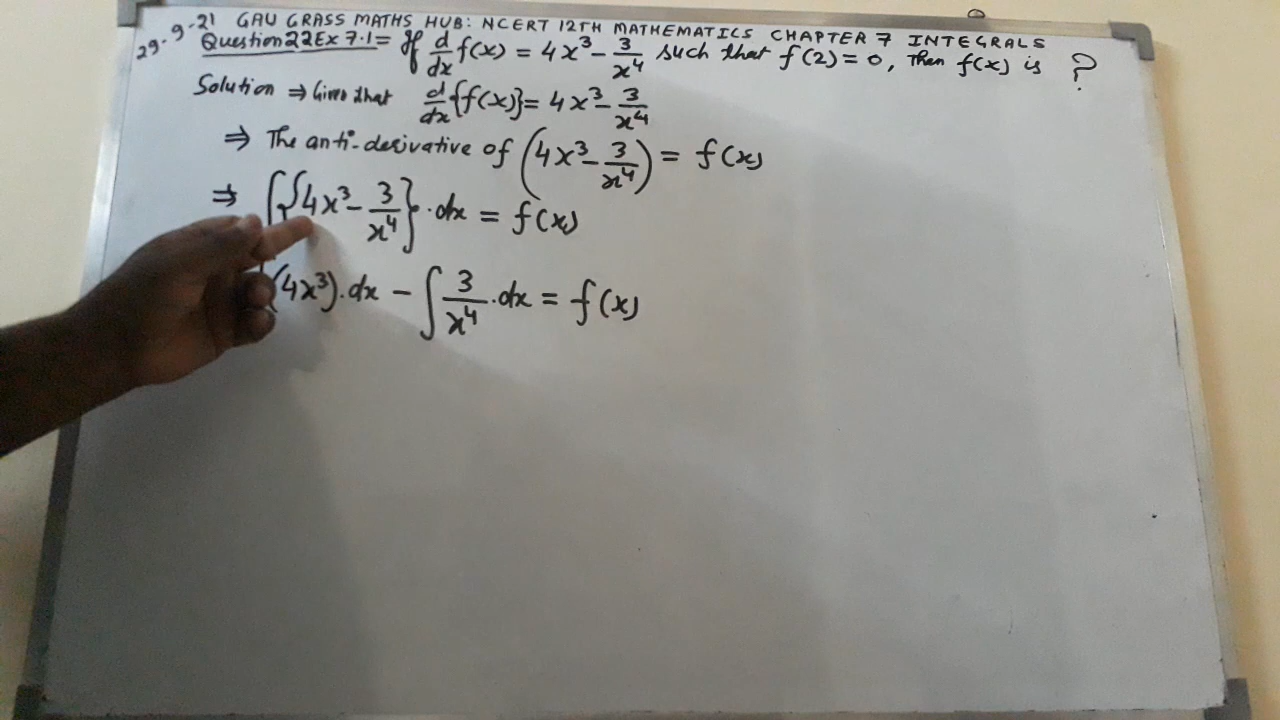 29-9-21 GAU GRASS MATHS HUB: NCERT 12TH MATHEMATICS CHAPTER 7 INTEGRALS
Question22Ex 7.1= If d/dx f(x) = 4x³ - 3/x⁴ such that f(2)=0, Then f(x) is ?
Solution ⇒ Given that d/dx{f(x)} = 4x³ - 3/x⁴
⇒ The anti-derivative of (4x³ - 3/x⁴) = f(x)
⇒ ∫{4x³ - 3/x⁴}.dx = f(x)
(4x³).dx - ∫3/x⁴.dx = f(x)